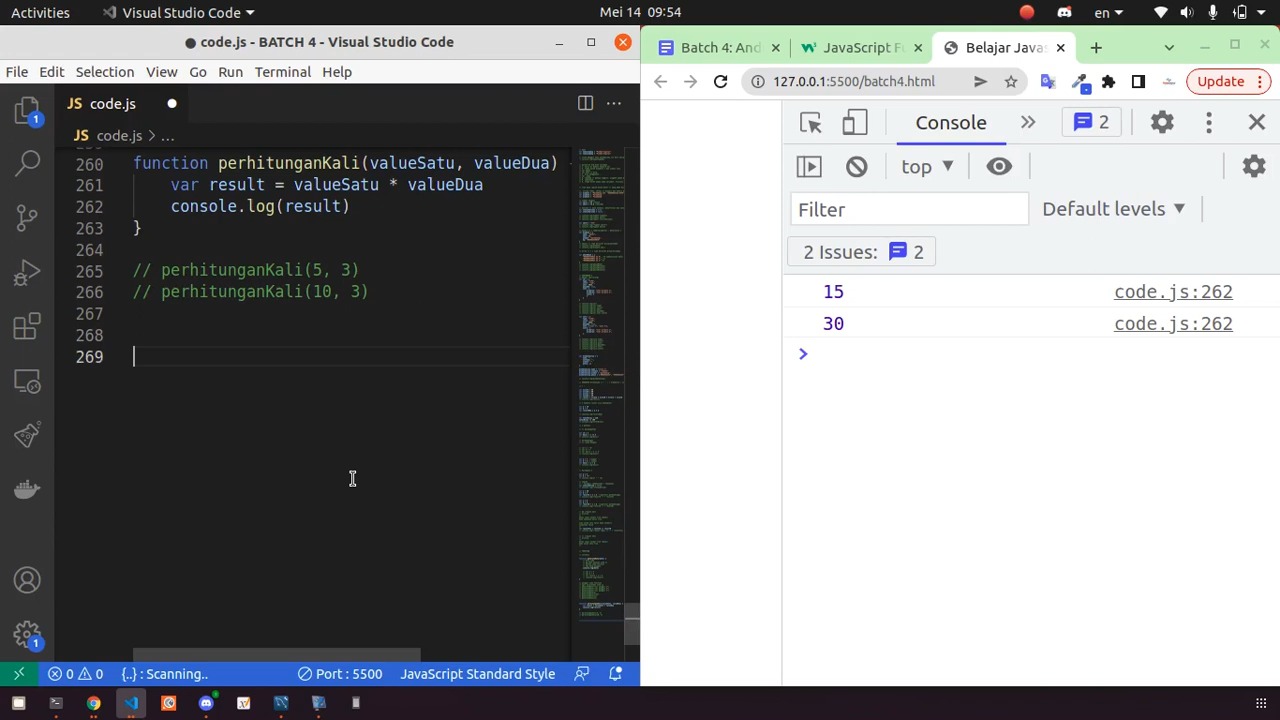 Activities
Visual Studio Code
Mei 14 09:54
en
● code.js - BATCH 4 - Visual Studio Code
File Edit Selection View Go Run Terminal Help
JS code.js
JS code.js > ...
260 function perhitunganKali(valueSatu, valueDua)
261 var result = valueSatu * valueDua
262 console.log(result)
263 }
264
265 // perhitunganKali(5, 3)
266 // perhitunganKali(10, 3)
267
268
269
1
1
0 0 {..} : Scanning.. Port : 5500 JavaScript Standard Style
Batch 4: And
JavaScript Fu
Belajar Javas
127.0.0.1:5500/batch4.html
Update
Console
2
top
Filter
Default levels
2 Issues: 2
15 code.js:262
30 code.js:262